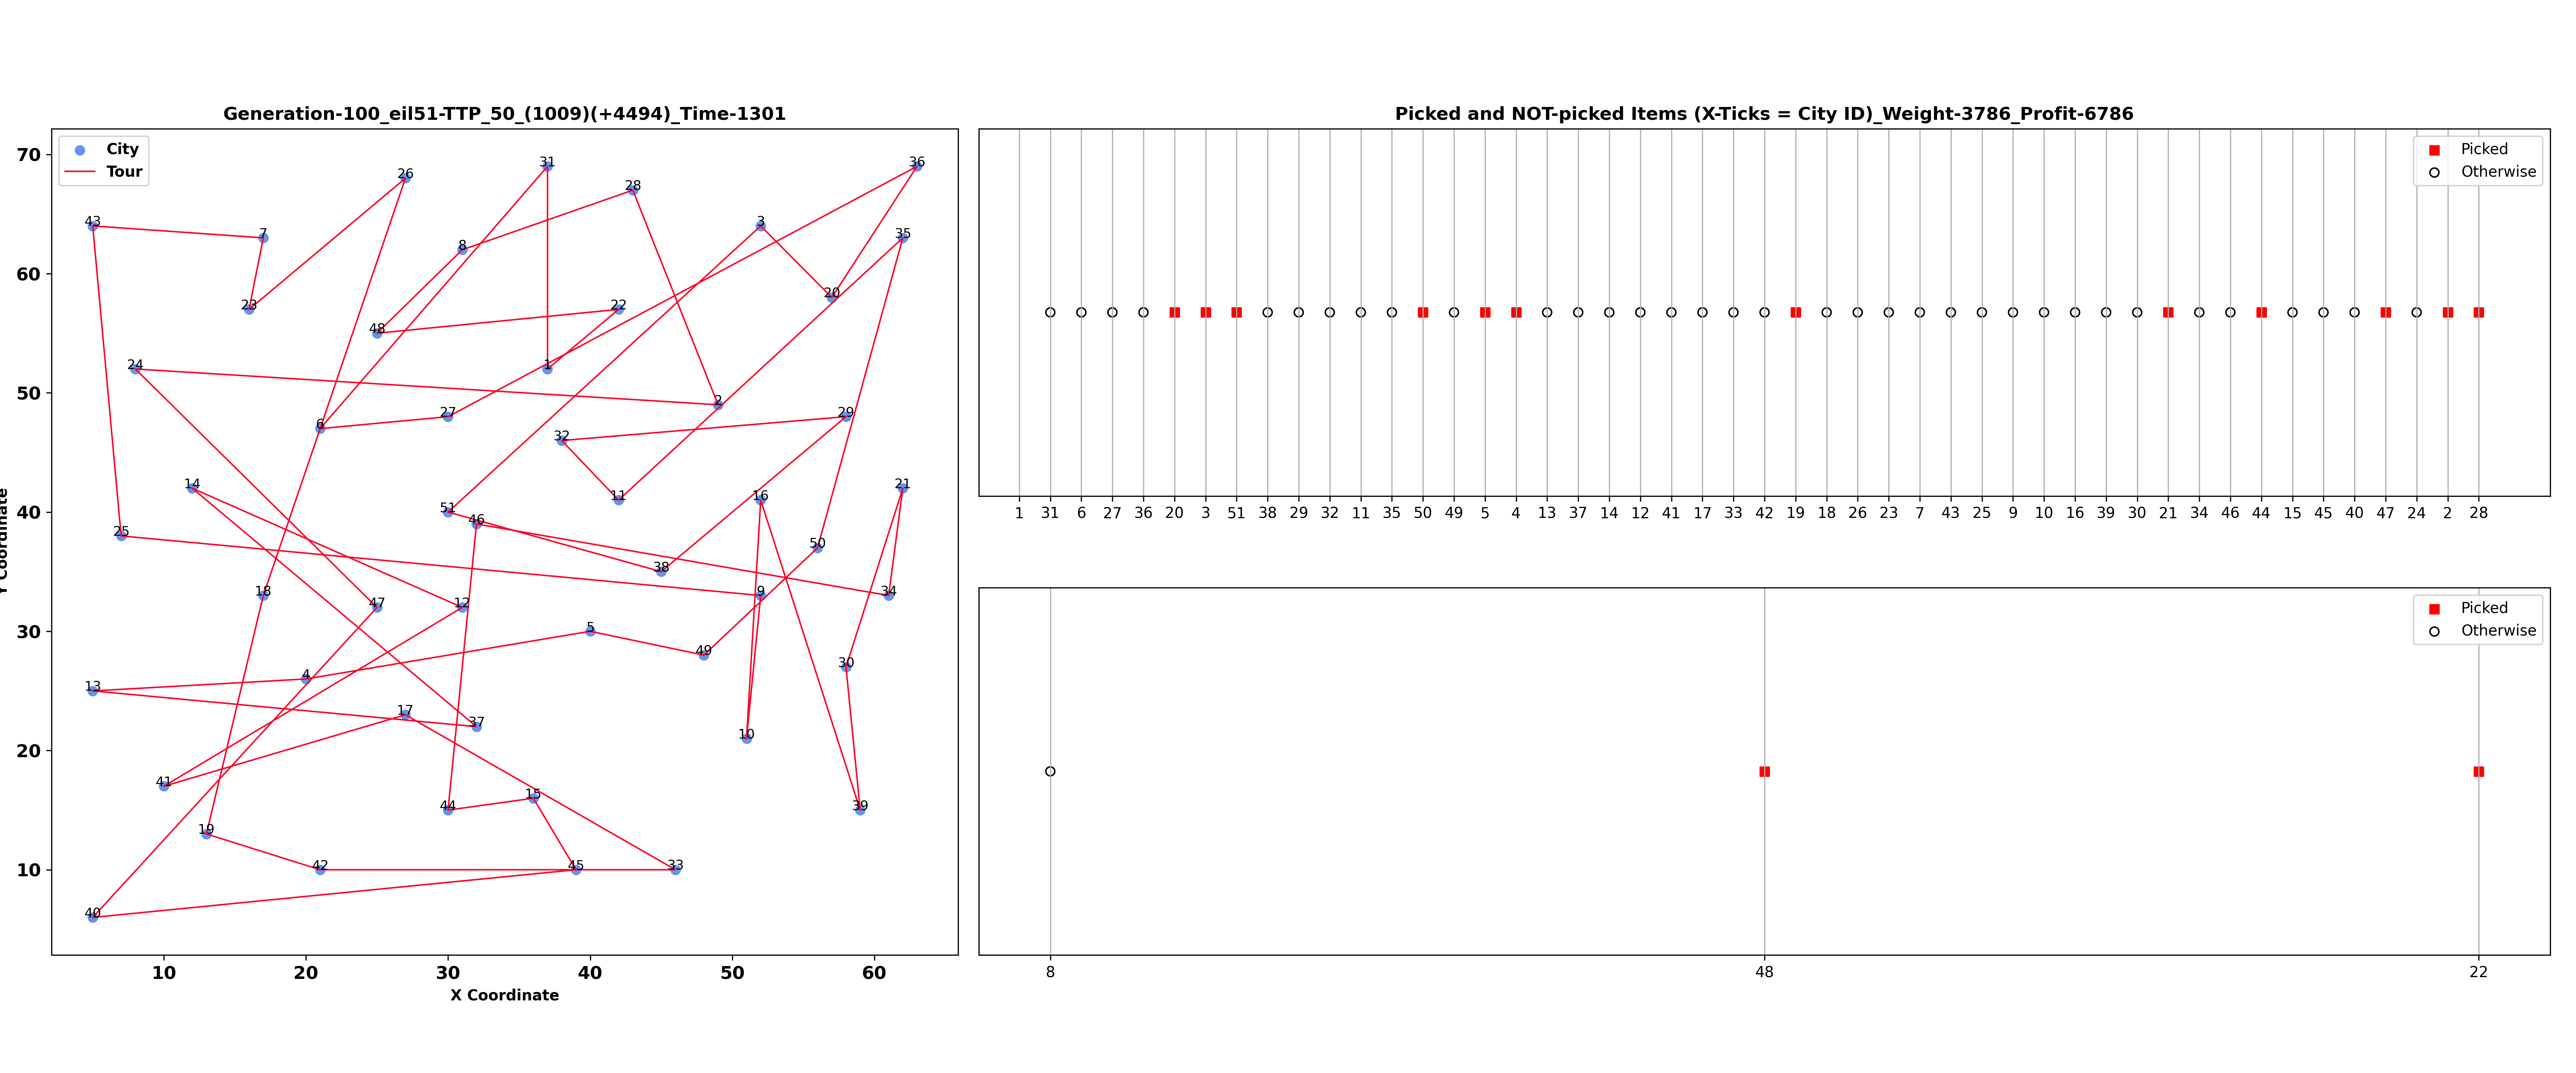 Generation-100_eil51-TTP_50_(1009)(+4494)_Time-1301
City
Tour
70
60
50
40
30
20
10
10 20 30 40 50 60
X Coordinate
Y Coordinate
26 31 36
28
43 3
7 8 35
20
23 22
48
24 1
2
27 29
6
32
14 21
16 11
51
46
25 50
38
18 9 34
47 12
5
49
4 30
13
17
37
10
41
15
44 39
19
42 45 33
40
Picked and NOT-picked Items (X-Ticks = City ID)_Weight-3786_Profit-6786
Picked
Otherwise
1 31 6 27 36 20 3 51 38 29 32 11 35 50 49 5 4 13 37 14 12 41 17 33 42 19 18 26 23 7 43 25 9 10 16 39 30 21 34 46 44 15 45 40 47 24 2 28
Picked
Otherwise
8 48 22